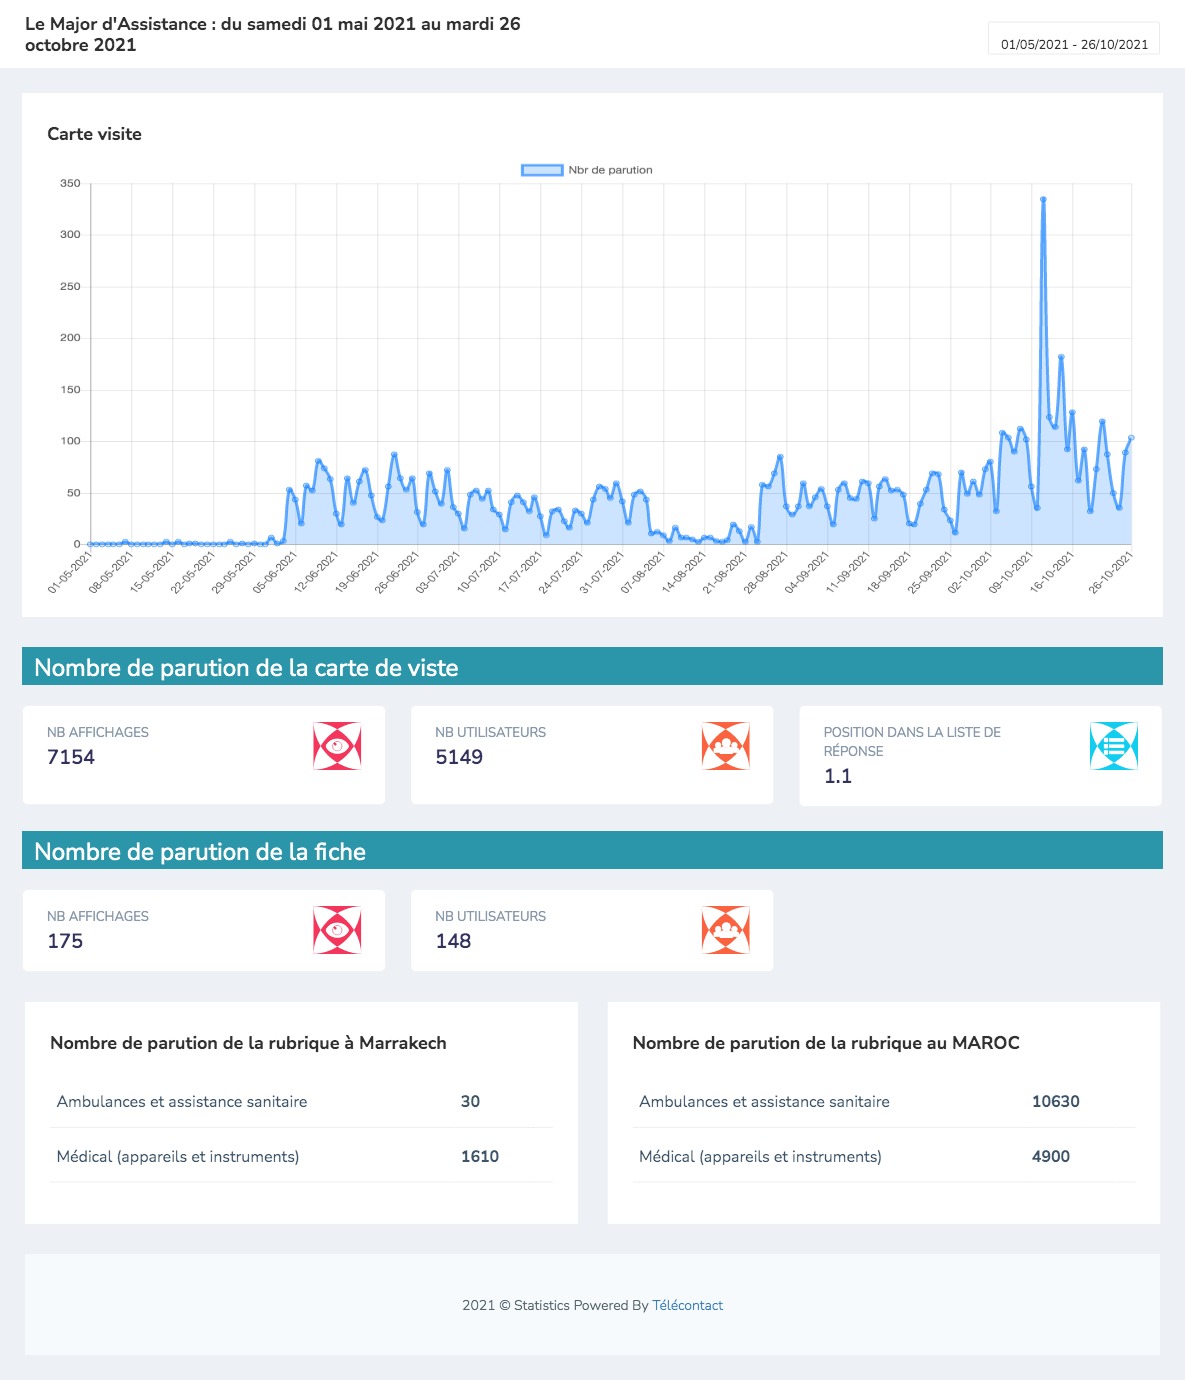 Le Major d'Assistance : du samedi 01 mai 2021 au mardi 26
octobre 2021
01/05/2021 - 26/10/2021
Carte visite
Nbr de parution
350
300
250
200
150
100
50
0
01-05-2021
08-05-2021
15-05-2021
22-05-2021
29-05-2021
05-06-2021
12-06-2021
19-06-2021
26-06-2021
03-07-2021
10-07-2021
17-07-2021
24-07-2021
31-07-2021
07-08-2021
14-08-2021
21-08-2021
28-08-2021
04-09-2021
11-09-2021
18-09-2021
25-09-2021
02-10-2021
09-10-2021
16-10-2021
26-10-2021
Nombre de parution de la carte de viste
NB AFFICHAGES
7154
NB UTILISATEURS
5149
POSITION DANS LA LISTE DE
RÉPONSE
1.1
Nombre de parution de la fiche
NB AFFICHAGES
175
NB UTILISATEURS
148
Nombre de parution de la rubrique à Marrakech
Ambulances et assistance sanitaire 30
Médical (appareils et instruments) 1610
Nombre de parution de la rubrique au MAROC
Ambulances et assistance sanitaire 10630
Médical (appareils et instruments) 4900
2021 © Statistics Powered By Télécontact